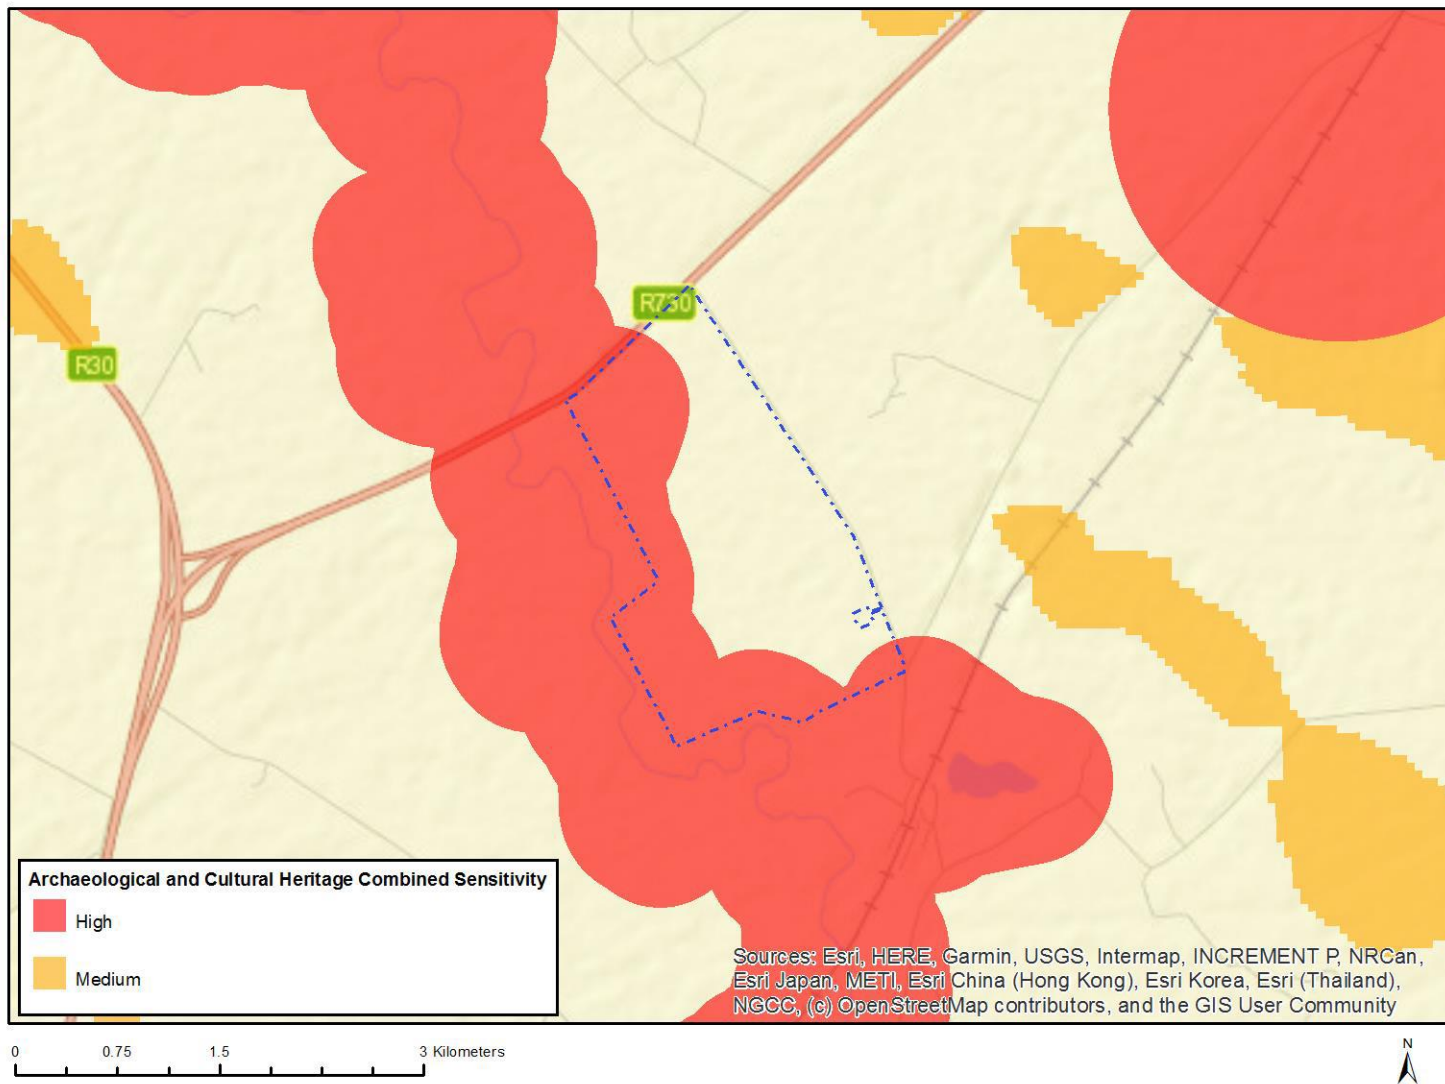 R730
R30
Archaeological and Cultural Heritage Combined Sensitivity
High
Medium
Sources: Esri, HERE, Garmin, USGS, Intermap, INCREMENT P, NRCan,
Esri Japan, METI, Esri China (Hong Kong), Esri Korea, Esri (Thailand),
NGCC, (c) OpenStreetMap contributors, and the GIS User Community
0 0.75 1.5 3 Kilometers
N